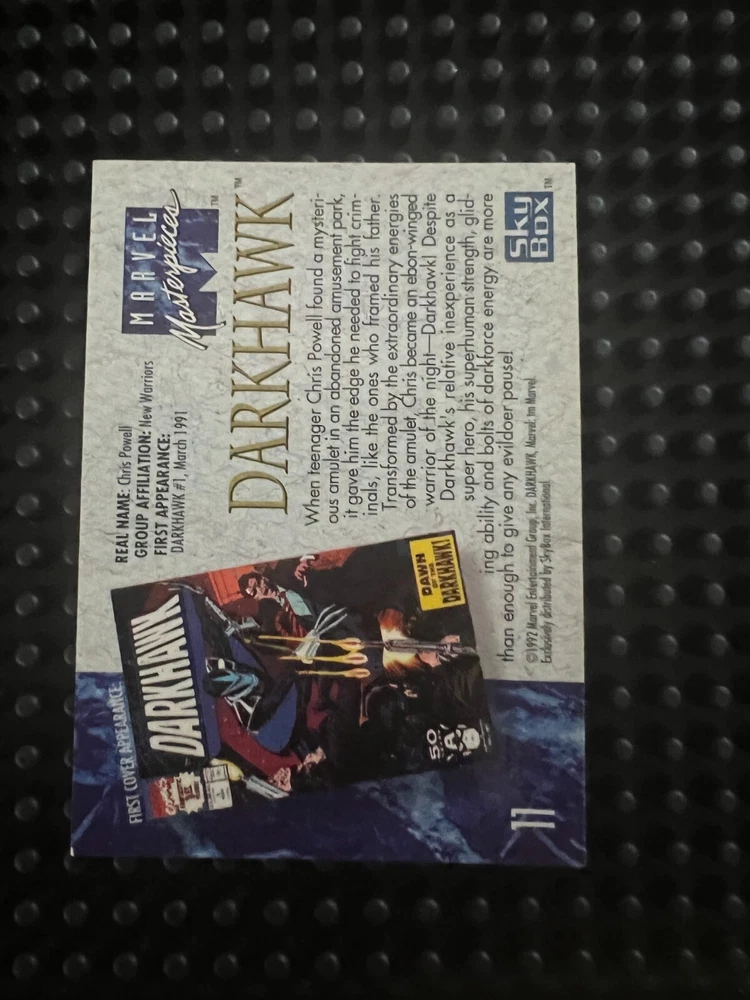 FIRST COVER APPEARANCE:
DARKHAWK
50
DAWN
OF THE
DARKHAWK!
REAL NAME: Chris Powell
GROUP AFFILIATION: New Warriors
FIRST APPEARANCE:
DARKHAWK #1, March 1991
MARVEL
Masterpieces
TM
DARKHAWK
TM
When teenager Chris Powell found a mysteri-
ous amulet in an abandoned amusement park,
it gave him the edge he needed to fight crim-
inals, like the ones who framed his father.
Transformed by the extraordinary energies
of the amulet, Chris became an ebon-winged
warrior of the night—Darkhawk! Despite
Darkhawk's relative inexperience as a
super hero, his superhuman strength, glid-
ing ability and bolts of darkforce energy are more
than enough to give any evildoer pause!
©1992 Marvel Entertainment Group, Inc. DARKHAWK, Marvel, tm Marvel.
Exclusively distributed by SkyBox International.
11
SkyBox
TM